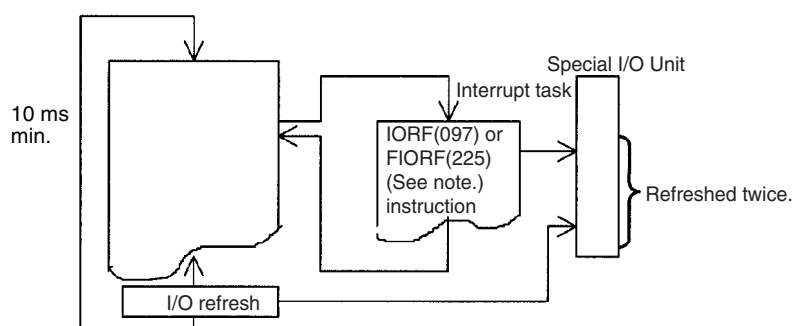 Special I/O Unit
Interrupt task
10 ms
min.
IORF(097) or
FIORF(225)
(See note.)
instruction
Refreshed twice.
I/O refresh